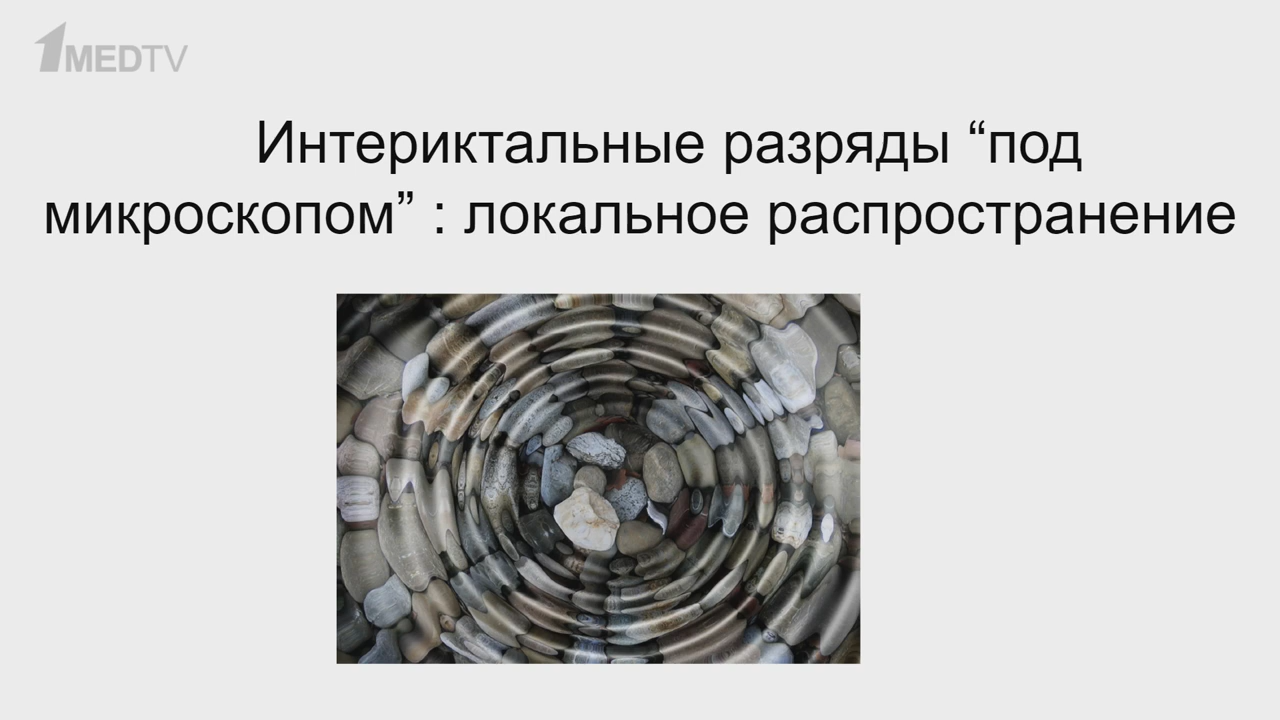 1MEDTV
Интериктальные разряды “под
микроскопом” : локальное распространение